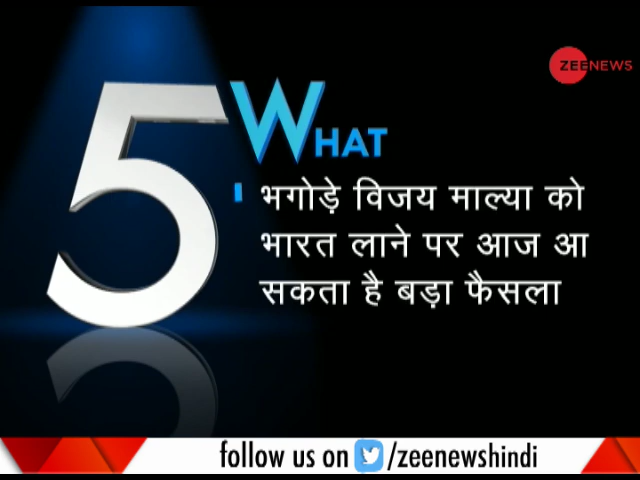 ZEENEWS
5 WHAT
भगोड़े विजय माल्या को
भारत लाने पर आज आ
सकता है बड़ा फैसला
follow us on /zeenewshindi